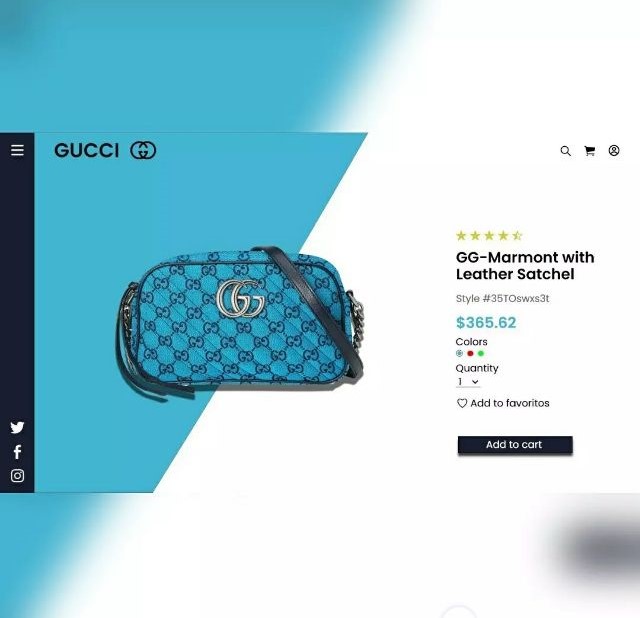 GUCCI
GG-Marmont with
Leather Satchel
Style #35TOswxs3t
$365.62
Colors
Quantity
1
Add to favoritos
Add to cart